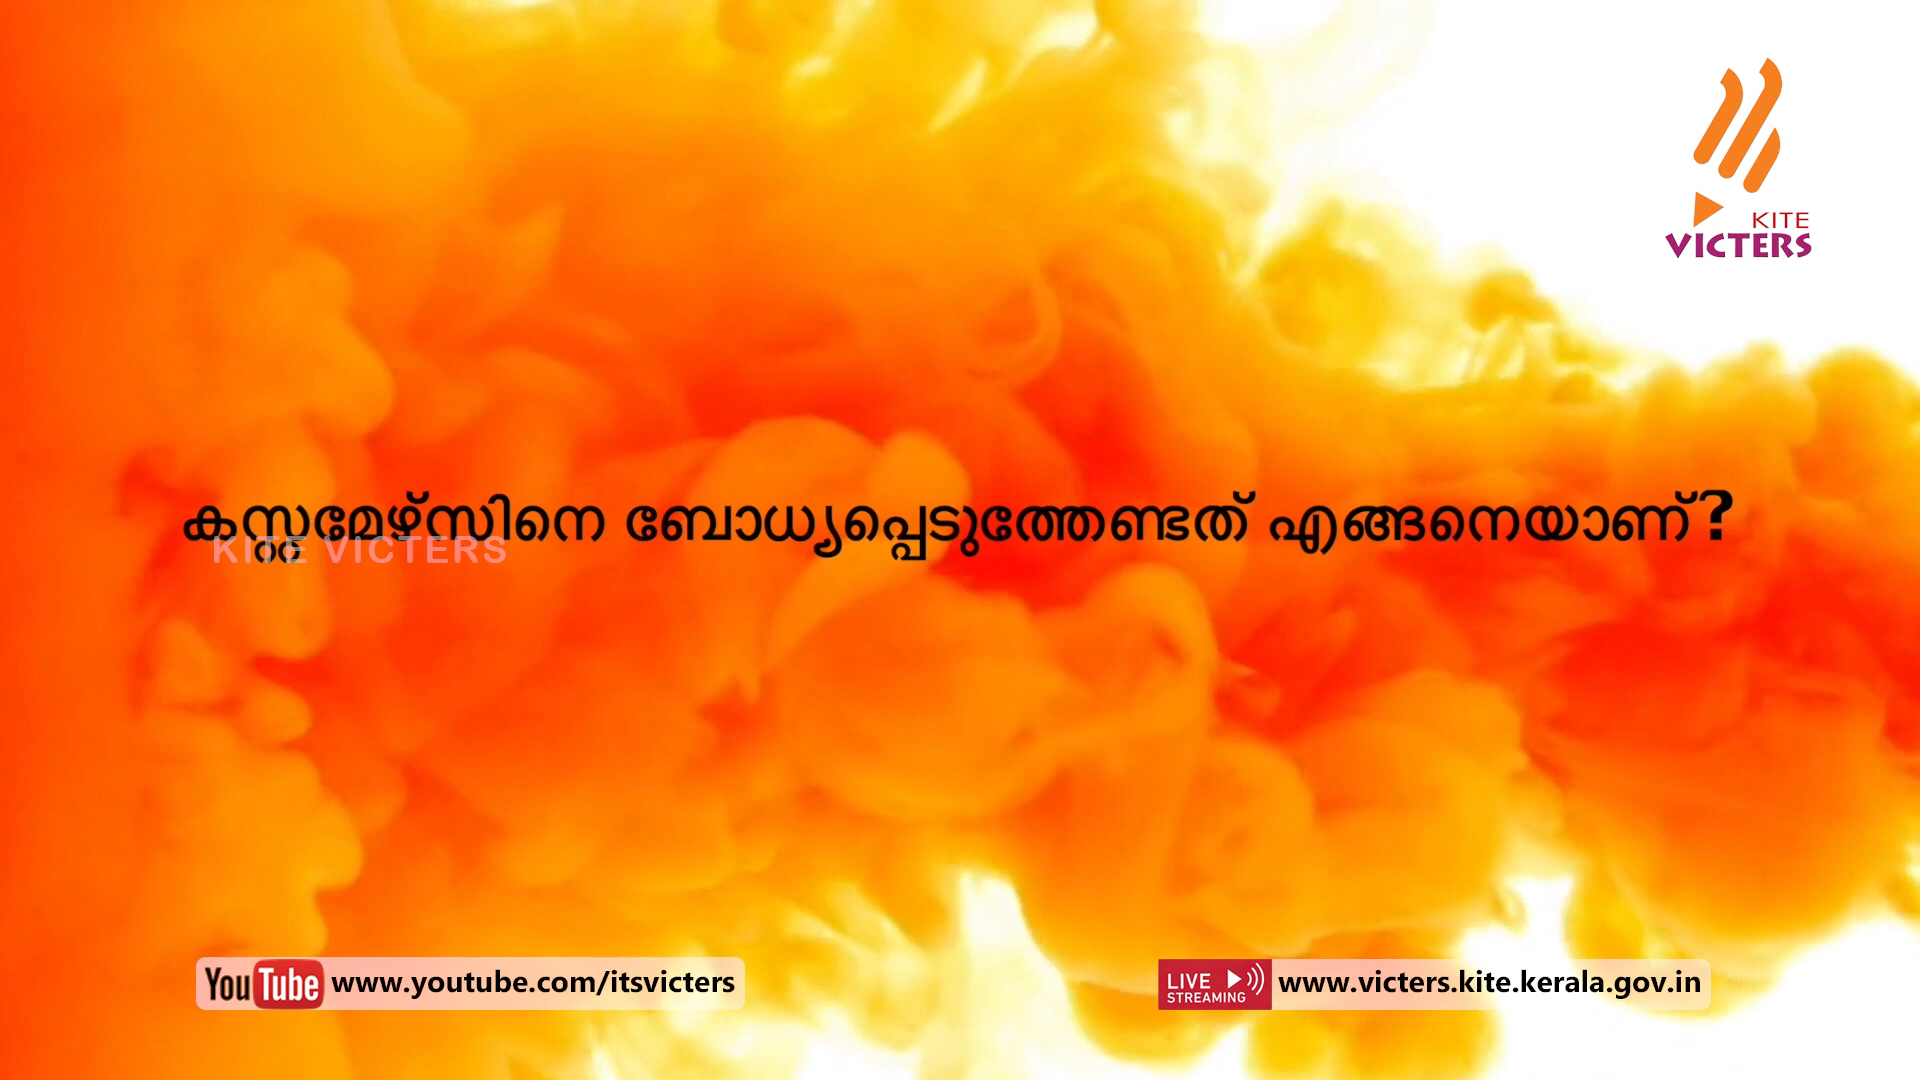 KITE
VICTERS
കസ്റ്റമേഴ്സിനെ ബോധ്യപ്പെടുത്തേണ്ടത് എങ്ങനെയാണ്?
KITE VICTERS
YouTube www.youtube.com/itsvicters
LIVE STREAMING www.victers.kite.kerala.gov.in